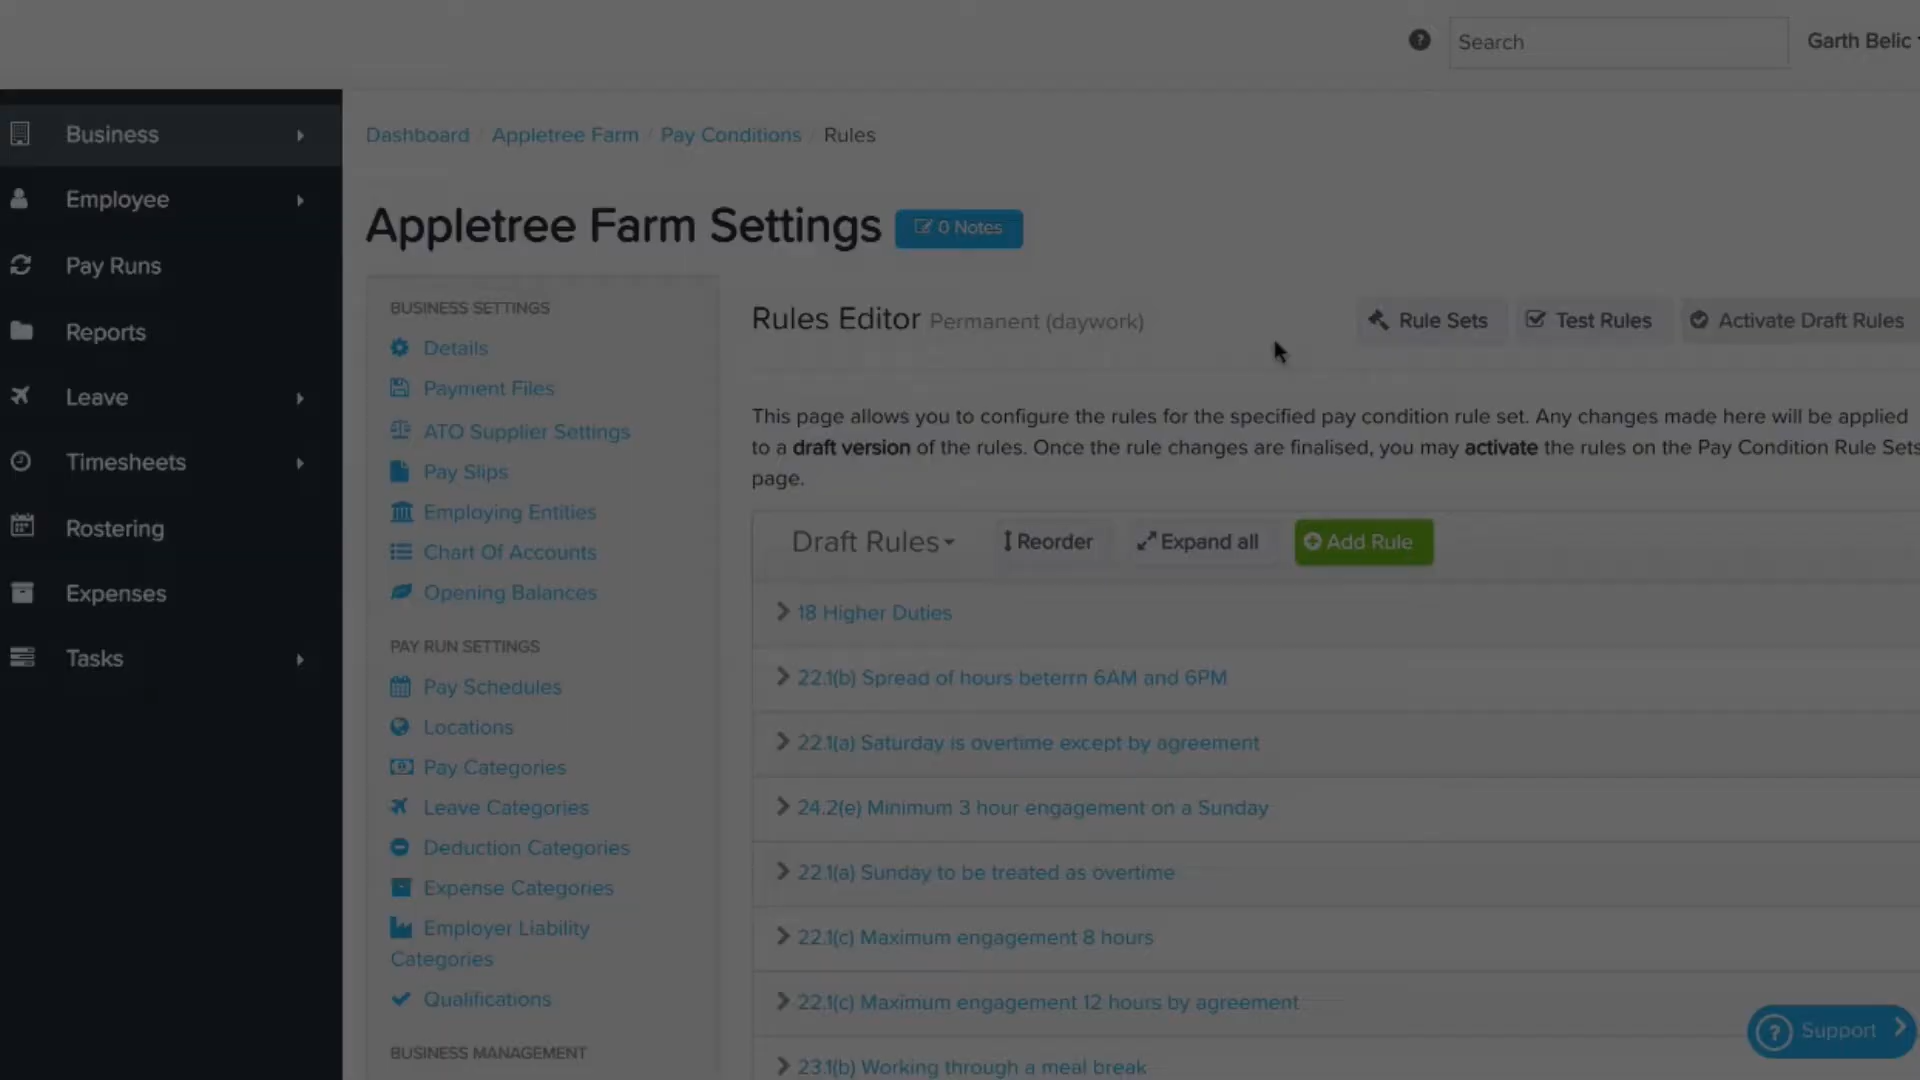 Search
Garth Belic
Business
Employee
Pay Runs
Reports
Leave
Timesheets
Rostering
Expenses
Tasks
Dashboard / Appletree Farm / Pay Conditions / Rules
Appletree Farm Settings
0 Notes
BUSINESS SETTINGS
Details
Payment Files
ATO Supplier Settings
Pay Slips
Employing Entities
Chart Of Accounts
Opening Balances
PAY RUN SETTINGS
Pay Schedules
Locations
Pay Categories
Leave Categories
Deduction Categories
Expense Categories
Employer Liability
Categories
Qualifications
BUSINESS MANAGEMENT
Rules Editor Permanent (daywork)
Rule Sets
Test Rules
Activate Draft Rules
This page allows you to configure the rules for the specified pay condition rule set. Any changes made here will be applied
to a draft version of the rules. Once the rule changes are finalised, you may activate the rules on the Pay Condition Rule Sets
page.
Draft Rules
Reorder
Expand all
Add Rule
18 Higher Duties
22.1(b) Spread of hours beterrn 6AM and 6PM
22.1(a) Saturday is overtime except by agreement
24.2(e) Minimum 3 hour engagement on a Sunday
22.1(a) Sunday to be treated as overtime
22.1(c) Maximum engagement 8 hours
22.1(c) Maximum engagement 12 hours by agreement
23.1(b) Working through a meal break
? Support